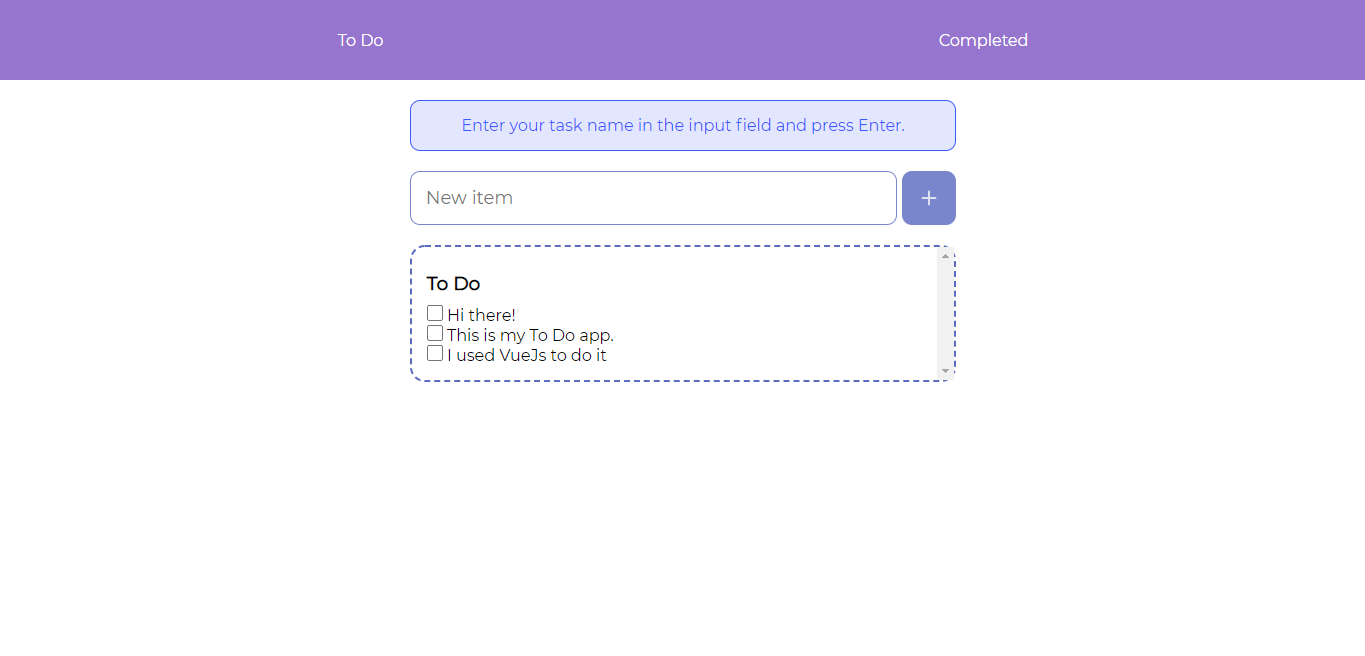 To Do
Completed
Enter your task name in the input field and press Enter.
New item
+
To Do
Hi there!
This is my To Do app.
I used VueJs to do it